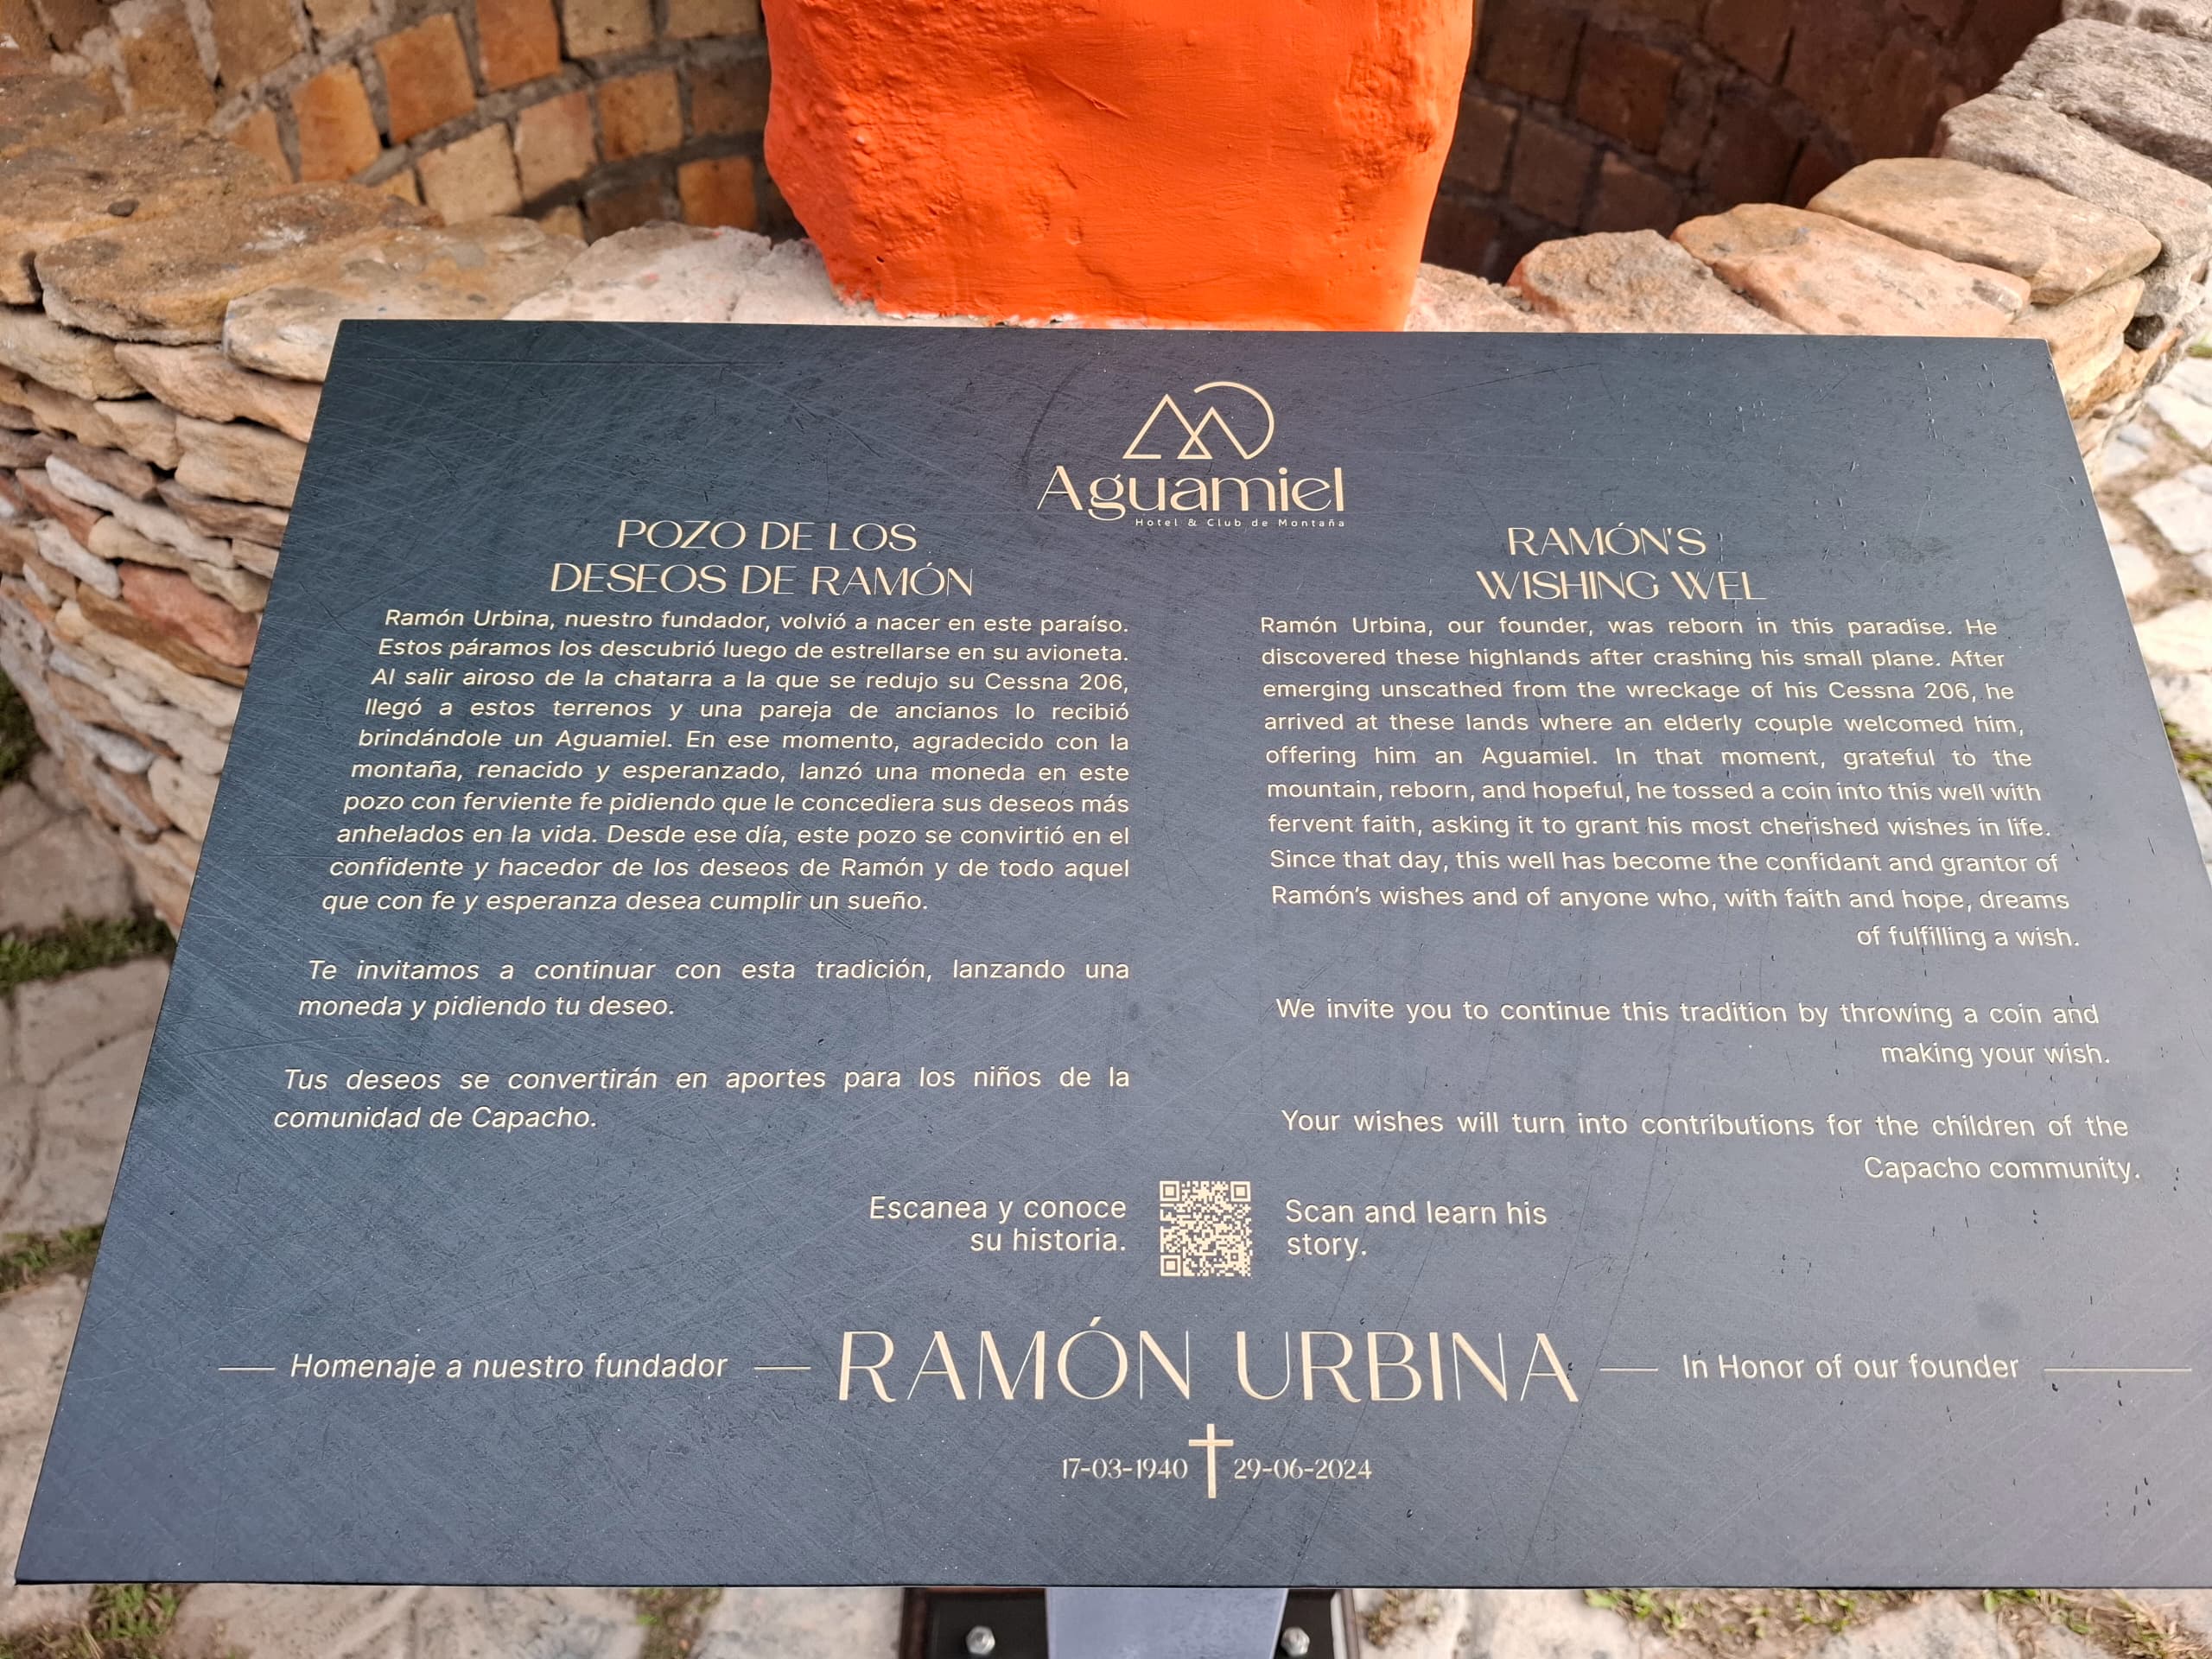 Aguamiel
Hotel & Club de Montaña
POZO DE LOS
DESEOS DE RAMÓN
Ramón Urbina, nuestro fundador, volvió a nacer en este paraíso.
Estos páramos los descubrió luego de estrellarse en su avioneta.
Al salir airoso de la chatarra a la que se redujo su Cessna 206,
llegó a estos terrenos y una pareja de ancianos lo recibió
brindándole un Aguamiel. En ese momento, agradecido con la
montaña, renacido y esperanzado, lanzó una moneda en este
pozo con ferviente fe pidiendo que le concediera sus deseos más
anhelados en la vida. Desde ese día, este pozo se convirtió en el
confidente y hacedor de los deseos de Ramón y de todo aquel
que con fe y esperanza desea cumplir un sueño.
Te invitamos a continuar con esta tradición, lanzando una
moneda y pidiendo tu deseo.
Tus deseos se convertirán en aportes para los niños de la
comunidad de Capacho.
RAMÓN'S
WISHING WEL
Ramón Urbina, our founder, was reborn in this paradise. He
discovered these highlands after crashing his small plane. After
emerging unscathed from the wreckage of his Cessna 206, he
arrived at these lands where an elderly couple welcomed him,
offering him an Aguamiel. In that moment, grateful to the
mountain, reborn, and hopeful, he tossed a coin into this well with
fervent faith, asking it to grant his most cherished wishes in life.
Since that day, this well has become the confidant and grantor of
Ramón’s wishes and of anyone who, with faith and hope, dreams
of fulfilling a wish.
We invite you to continue this tradition by throwing a coin and
making your wish.
Your wishes will turn into contributions for the children of the
Capacho community.
Escanea y conoce
su historia.
Scan and learn his
story.
Homenaje a nuestro fundador
RAMÓN URBINA
In Honor of our founder
17-03-1940 29-06-2024